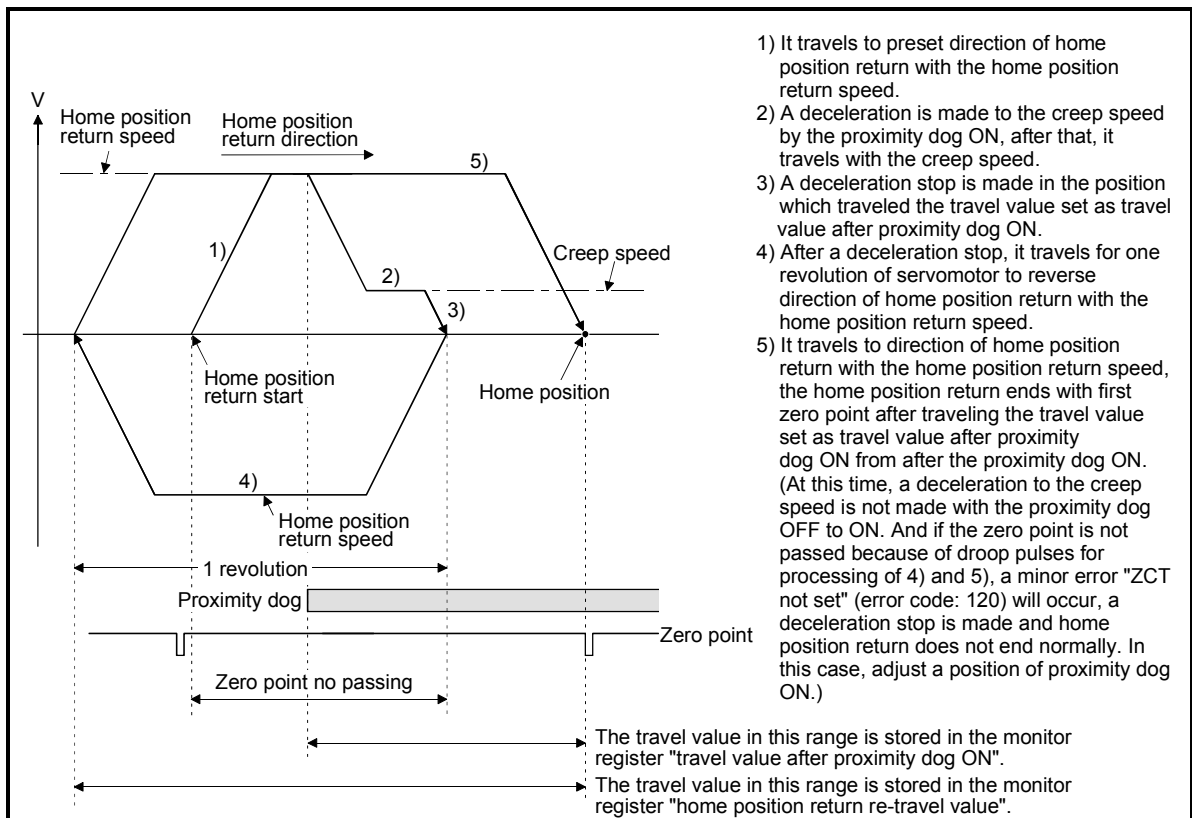 V
Home position
return speed
Home position
return direction
5)
1)
2)
Creep speed
3)
Home position
return start
Home position
4)
Home position
return speed
1 revolution
Proximity dog
Zero point
Zero point no passing
The travel value in this range is stored in the monitor
register "travel value after proximity dog ON".
The travel value in this range is stored in the monitor
register "home position return re-travel value".
1) It travels to preset direction of home
position return with the home position
return speed.
2) A deceleration is made to the creep speed
by the proximity dog ON, after that, it
travels with the creep speed.
3) A deceleration stop is made in the position
which traveled the travel value set as travel
value after proximity dog ON.
4) After a deceleration stop, it travels for one
revolution of servomotor to reverse
direction of home position return with the
home position return speed.
5) It travels to direction of home position
return with the home position return speed,
the home position return ends with first
zero point after traveling the travel value
set as travel value after proximity
dog ON from after the proximity dog ON.
(At this time, a deceleration to the creep
speed is not made with the proximity dog
OFF to ON. And if the zero point is not
passed because of droop pulses for
processing of 4) and 5), a minor error "ZCT
not set" (error code: 120) will occur, a
deceleration stop is made and home
position return does not end normally. In
this case, adjust a position of proximity dog
ON.)